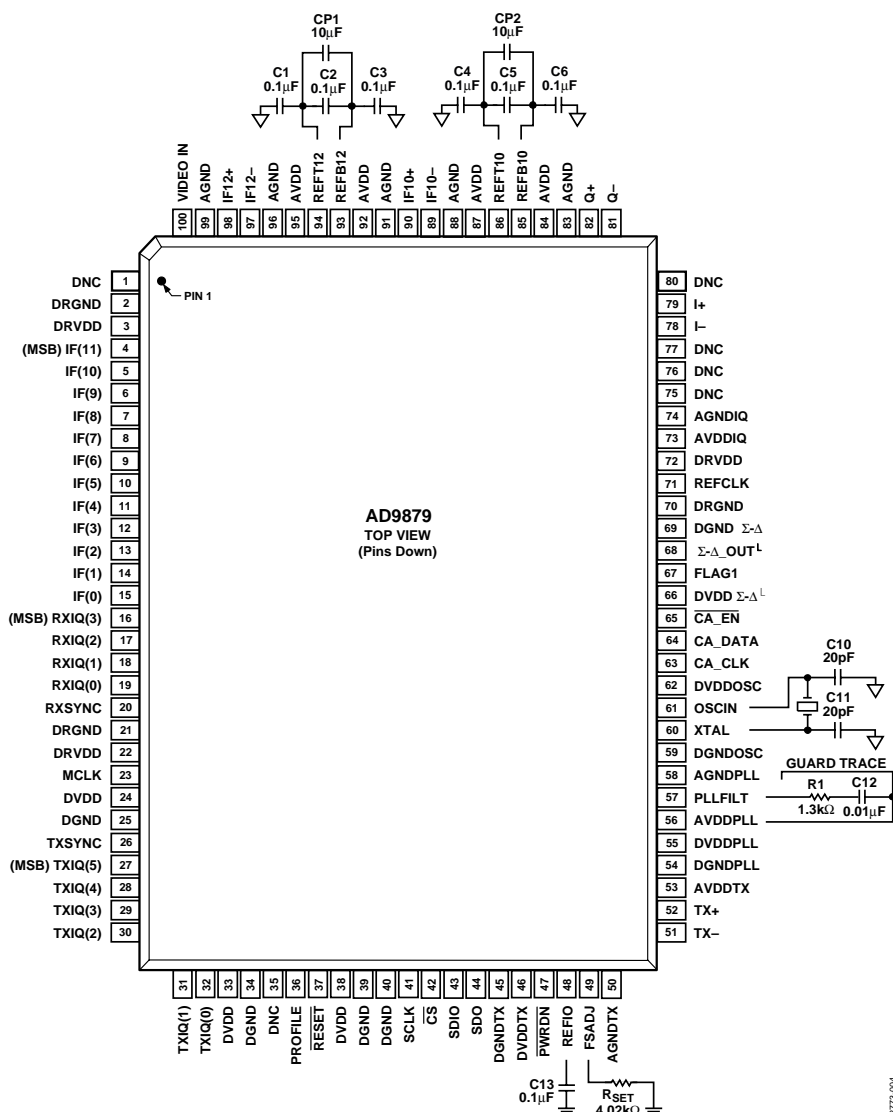 CP1
10µF
C1
0.1µF
C2
0.1µF
C3
0.1µF
CP2
10µF
C4
0.1µF
C5
0.1µF
C6
0.1µF
VIDEO IN
AGND
IF12+
IF12–
AGND
AVDD
REFT12
REFB12
AVDD
AGND
IF10+
IF10–
AGND
AVDD
REFT10
REFB10
AVDD
AGND
Q+
Q–
100
99
98
97
96
95
94
93
92
91
90
89
88
87
86
85
84
83
82
81
PIN 1
DNC 1
DRGND 2
DRVDD 3
(MSB) IF(11) 4
IF(10) 5
IF(9) 6
IF(8) 7
IF(7) 8
IF(6) 9
IF(5) 10
IF(4) 11
IF(3) 12
IF(2) 13
IF(1) 14
IF(0) 15
(MSB) RXIQ(3) 16
RXIQ(2) 17
RXIQ(1) 18
RXIQ(0) 19
RXSYNC 20
DRGND 21
DRVDD 22
MCLK 23
DVDD 24
DGND 25
TXSYNC 26
(MSB) TXIQ(5) 27
TXIQ(4) 28
TXIQ(3) 29
TXIQ(2) 30
AD9879
TOP VIEW
(Pins Down)
80 DNC
79 I+
78 I–
77 DNC
76 DNC
75 DNC
74 AGNDIQ
73 AVDDIQ
72 DRVDD
71 REFCLK
70 DRGND
69 DGND Σ-Δ
68 Σ-Δ_OUT└
67 FLAG1
66 DVDD Σ-Δ└
65 CA_EN
64 CA_DATA
63 CA_CLK
62 DVDDOSC
61 OSCIN
60 XTAL
59 DGNDOSC
58 AGNDPLL
57 PLLFILT
56 AVDDPLL
55 DVDDPLL
54 DGNDPLL
53 AVDDTX
52 TX+
51 TX–
C10
20pF
C11
20pF
GUARD TRACE
R1
1.3kΩ
C12
0.01µF
31
32
33
34
35
36
37
38
39
40
41
42
43
44
45
46
47
48
49
50
TXIQ(1)
TXIQ(0)
DVDD
DGND
DNC
PROFILE
RESET
DVDD
DGND
DGND
SCLK
CS
SDIO
SDO
DGNDTX
DVDDTX
PWRDN
REFIO
FSADJ
AGNDTX
C13
0.1µF
RSET
4.02kΩ